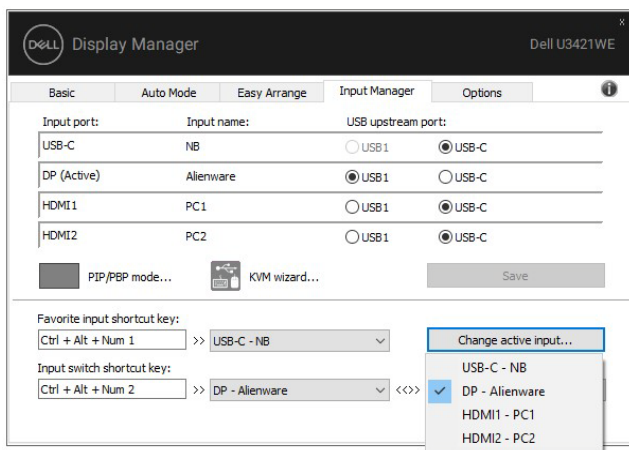 x
DELL Display Manager Dell U3421WE
Basic Auto Mode Easy Arrange Input Manager Options i
Input port: Input name: USB upstream port:
USB-C NB USB1 USB-C
DP (Active) Alienware USB1 USB-C
HDMI1 PC1 USB1 USB-C
HDMI2 PC2 USB1 USB-C
PIP/PBP mode... KVM wizard... Save
Favorite input shortcut key:
Ctrl + Alt + Num 1 >> USB-C - NB Change active input...
Input switch shortcut key:
Ctrl + Alt + Num 2 >> DP - Alienware <<>>
USB-C - NB
DP - Alienware
HDMI1 - PC1
HDMI2 - PC2